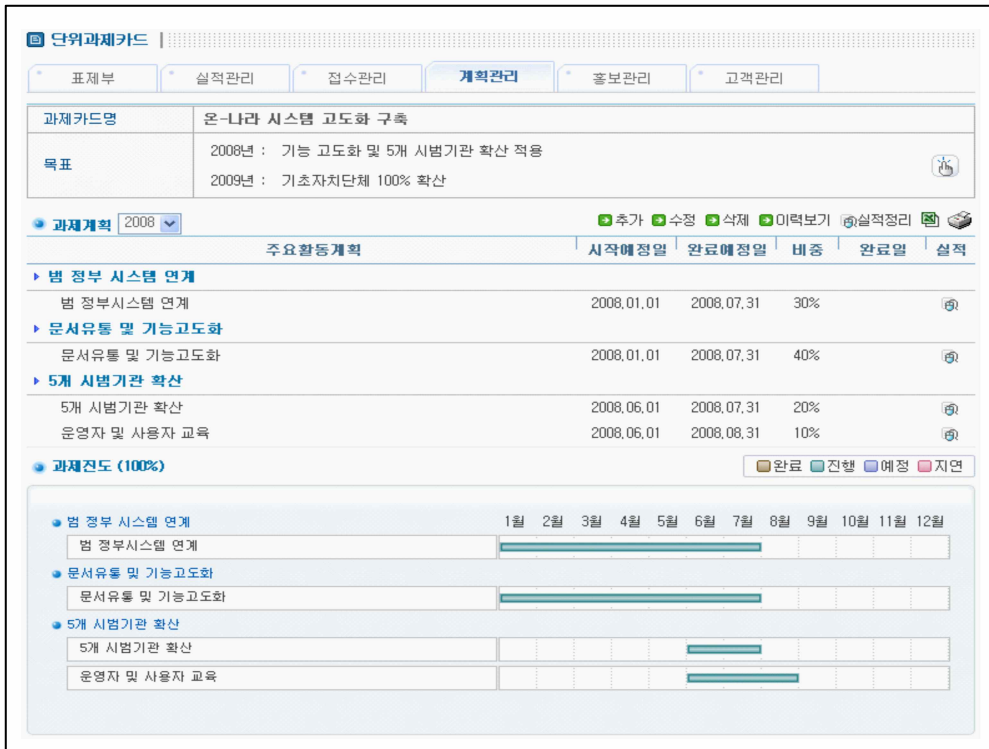 단위과제카드
표제부 실적관리 접수관리 계획관리 홍보관리 고객관리
과제카드명 온-나라 시스템 고도화 구축
목표 2008년 : 기능 고도화 및 5개 시범기관 확산 적용
2009년 : 기초자치단체 100% 확산
과제계획 2008 추가 수정 삭제 이력보기 실적정리
주요활동계획 시작예정일 완료예정일 비중 완료일 실적
범 정부 시스템 연계
범 정부시스템 연계 2008.01.01 2008.07.31 30%
문서유통 및 기능고도화
문서유통 및 기능고도화 2008.01.01 2008.07.31 40%
5개 시범기관 확산
5개 시범기관 확산 2008.06.01 2008.07.31 20%
운영자 및 사용자 교육 2008.06.01 2008.08.31 10%
과제진도 (100%) 완료 진행 예정 지연
범 정부 시스템 연계 1월 2월 3월 4월 5월 6월 7월 8월 9월 10월 11월 12월
범 정부시스템 연계
문서유통 및 기능고도화
문서유통 및 기능고도화
5개 시범기관 확산
5개 시범기관 확산
운영자 및 사용자 교육